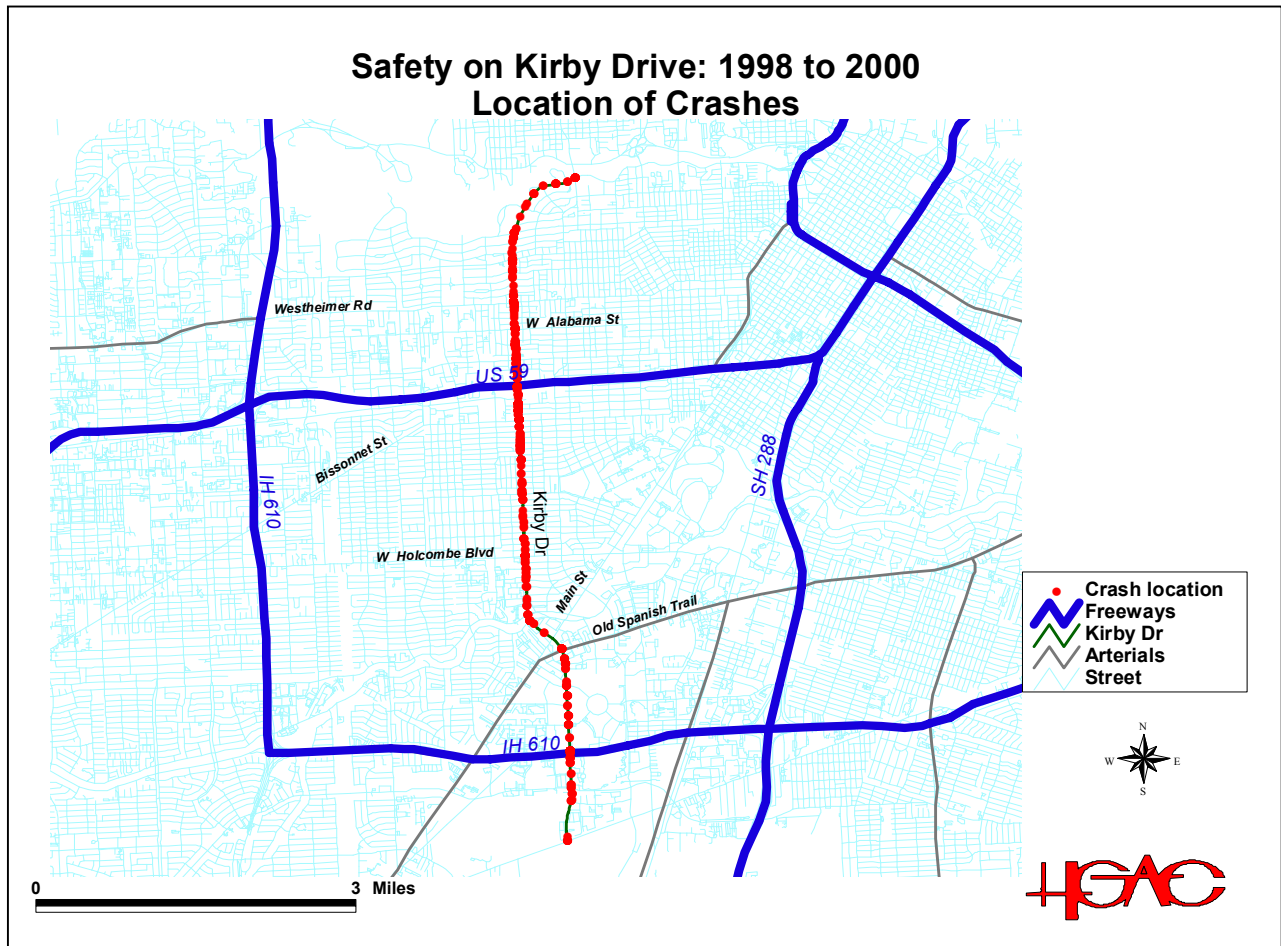 Safety on Kirby Drive: 1998 to 2000
Location of Crashes
Westheimer Rd
W Alabama St
US 59
Bissonnet St
IH 610
SH 288
Kirby Dr
W Holcombe Blvd
Main St
Old Spanish Trail
IH 610
Crash location
Freeways
Kirby Dr
Arterials
Street
N
W E
S
0 3 Miles
HGAC